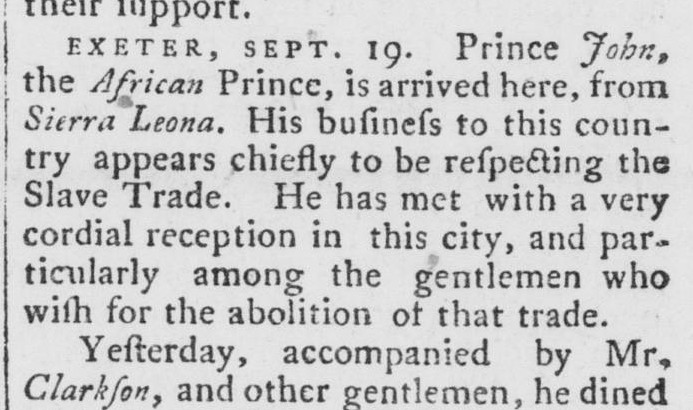 their ſupport.
EXETER, SEPT. 19. Prince John,
the African Prince, is arrived here, from
Sierra Leona. His buſineſs to this coun-
try appears chiefly to be reſpecting the
Slave Trade. He has met with a very
cordial reception in this city, and par-
ticularly among the gentlemen who
wiſh for the abolition of that trade.
Yeſterday, accompanied by Mr,
Clarkſon, and other gentlemen, he dined